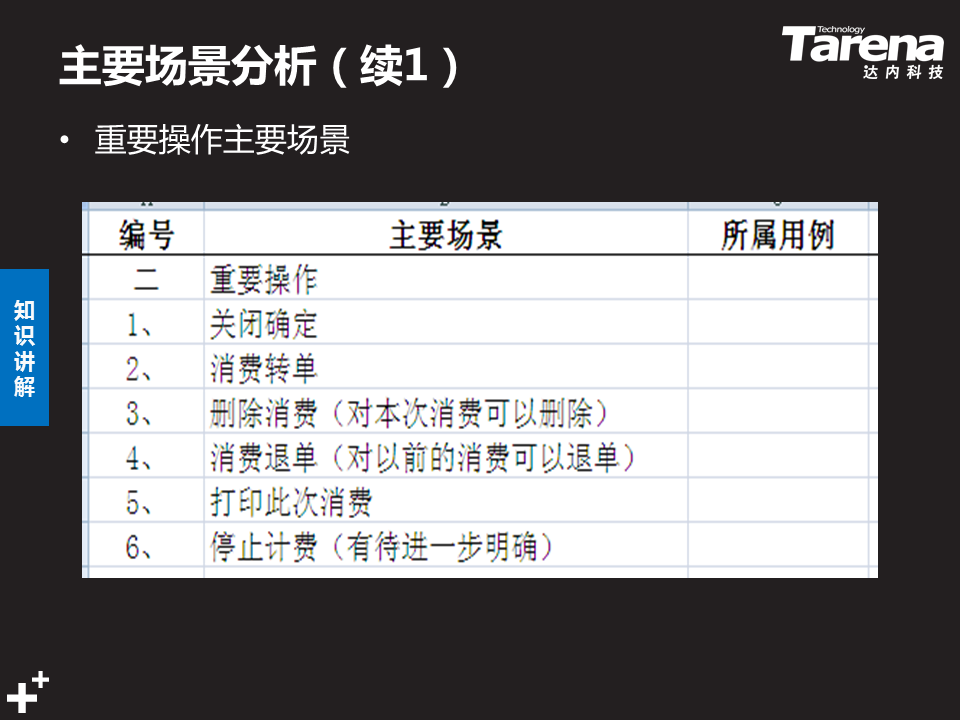 主要场景分析（续1）
Technology
Tarena
达内科技
• 重要操作主要场景
编号 主要场景 所属用例
二 重要操作
1、 关闭确定
2、 消费转单
3、 删除消费（对本次消费可以删除）
4、 消费退单（对以前的消费可以退单）
5、 打印此次消费
6、 停止计费（有待进一步明确）
知识讲解